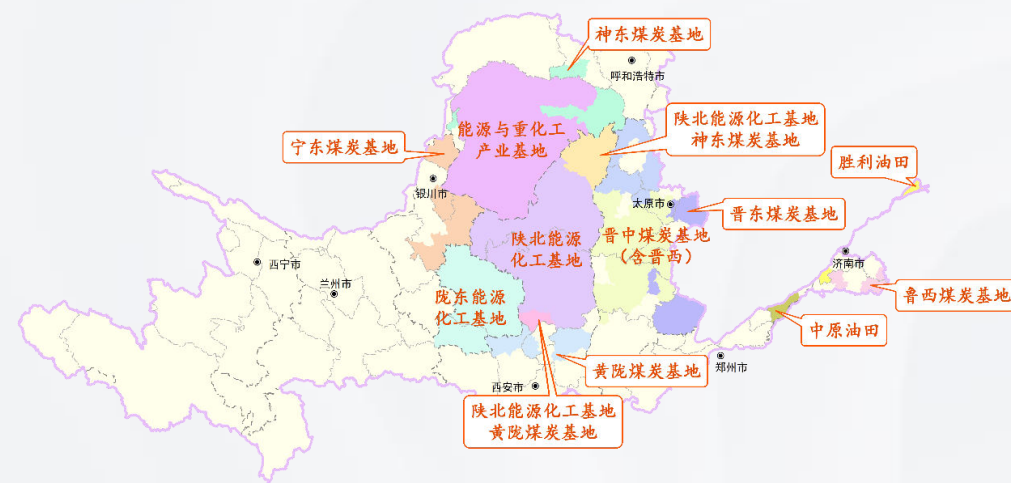 神东煤炭基地
呼和浩特市
陕北能源化工基地
神东煤炭基地
能源与重化工
产业基地
宁东煤炭基地
胜利油田
银川市
太原市
晋东煤炭基地
陕北能源
化工基地
晋中煤炭基地
(含晋西)
西宁市
兰州市
济南市
陇东能源
化工基地
鲁西煤炭基地
中原油田
郑州市
黄陇煤炭基地
西安市
陕北能源化工基地
黄陇煤炭基地